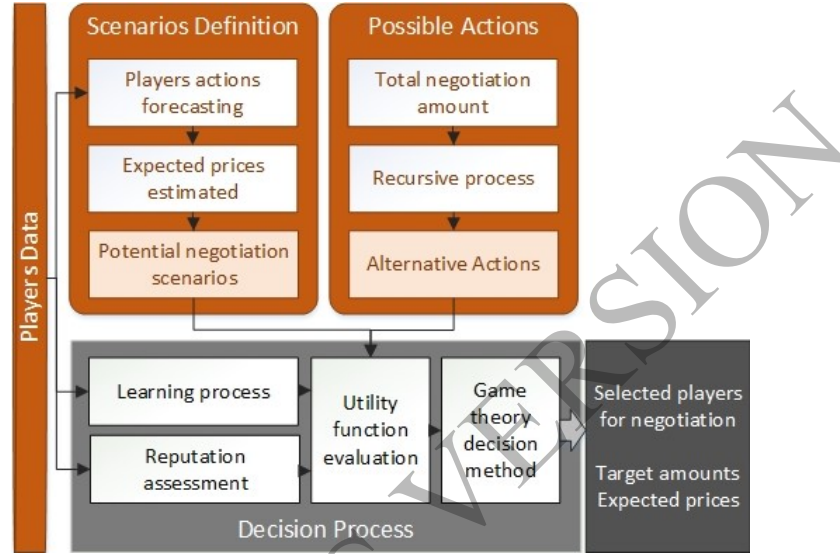 Scenarios Definition
Players actions
forecasting
Expected prices
estimated
Potential negotiation
scenarios
Possible Actions
Total negotiation
amount
Recursive process
Alternative Actions
Players Data
Learning process
Reputation
assessment
Utility
function
evaluation
Game
theory
decision
method
Decision Process
Selected players
for negotiation
Target amounts
Expected prices
VERSION